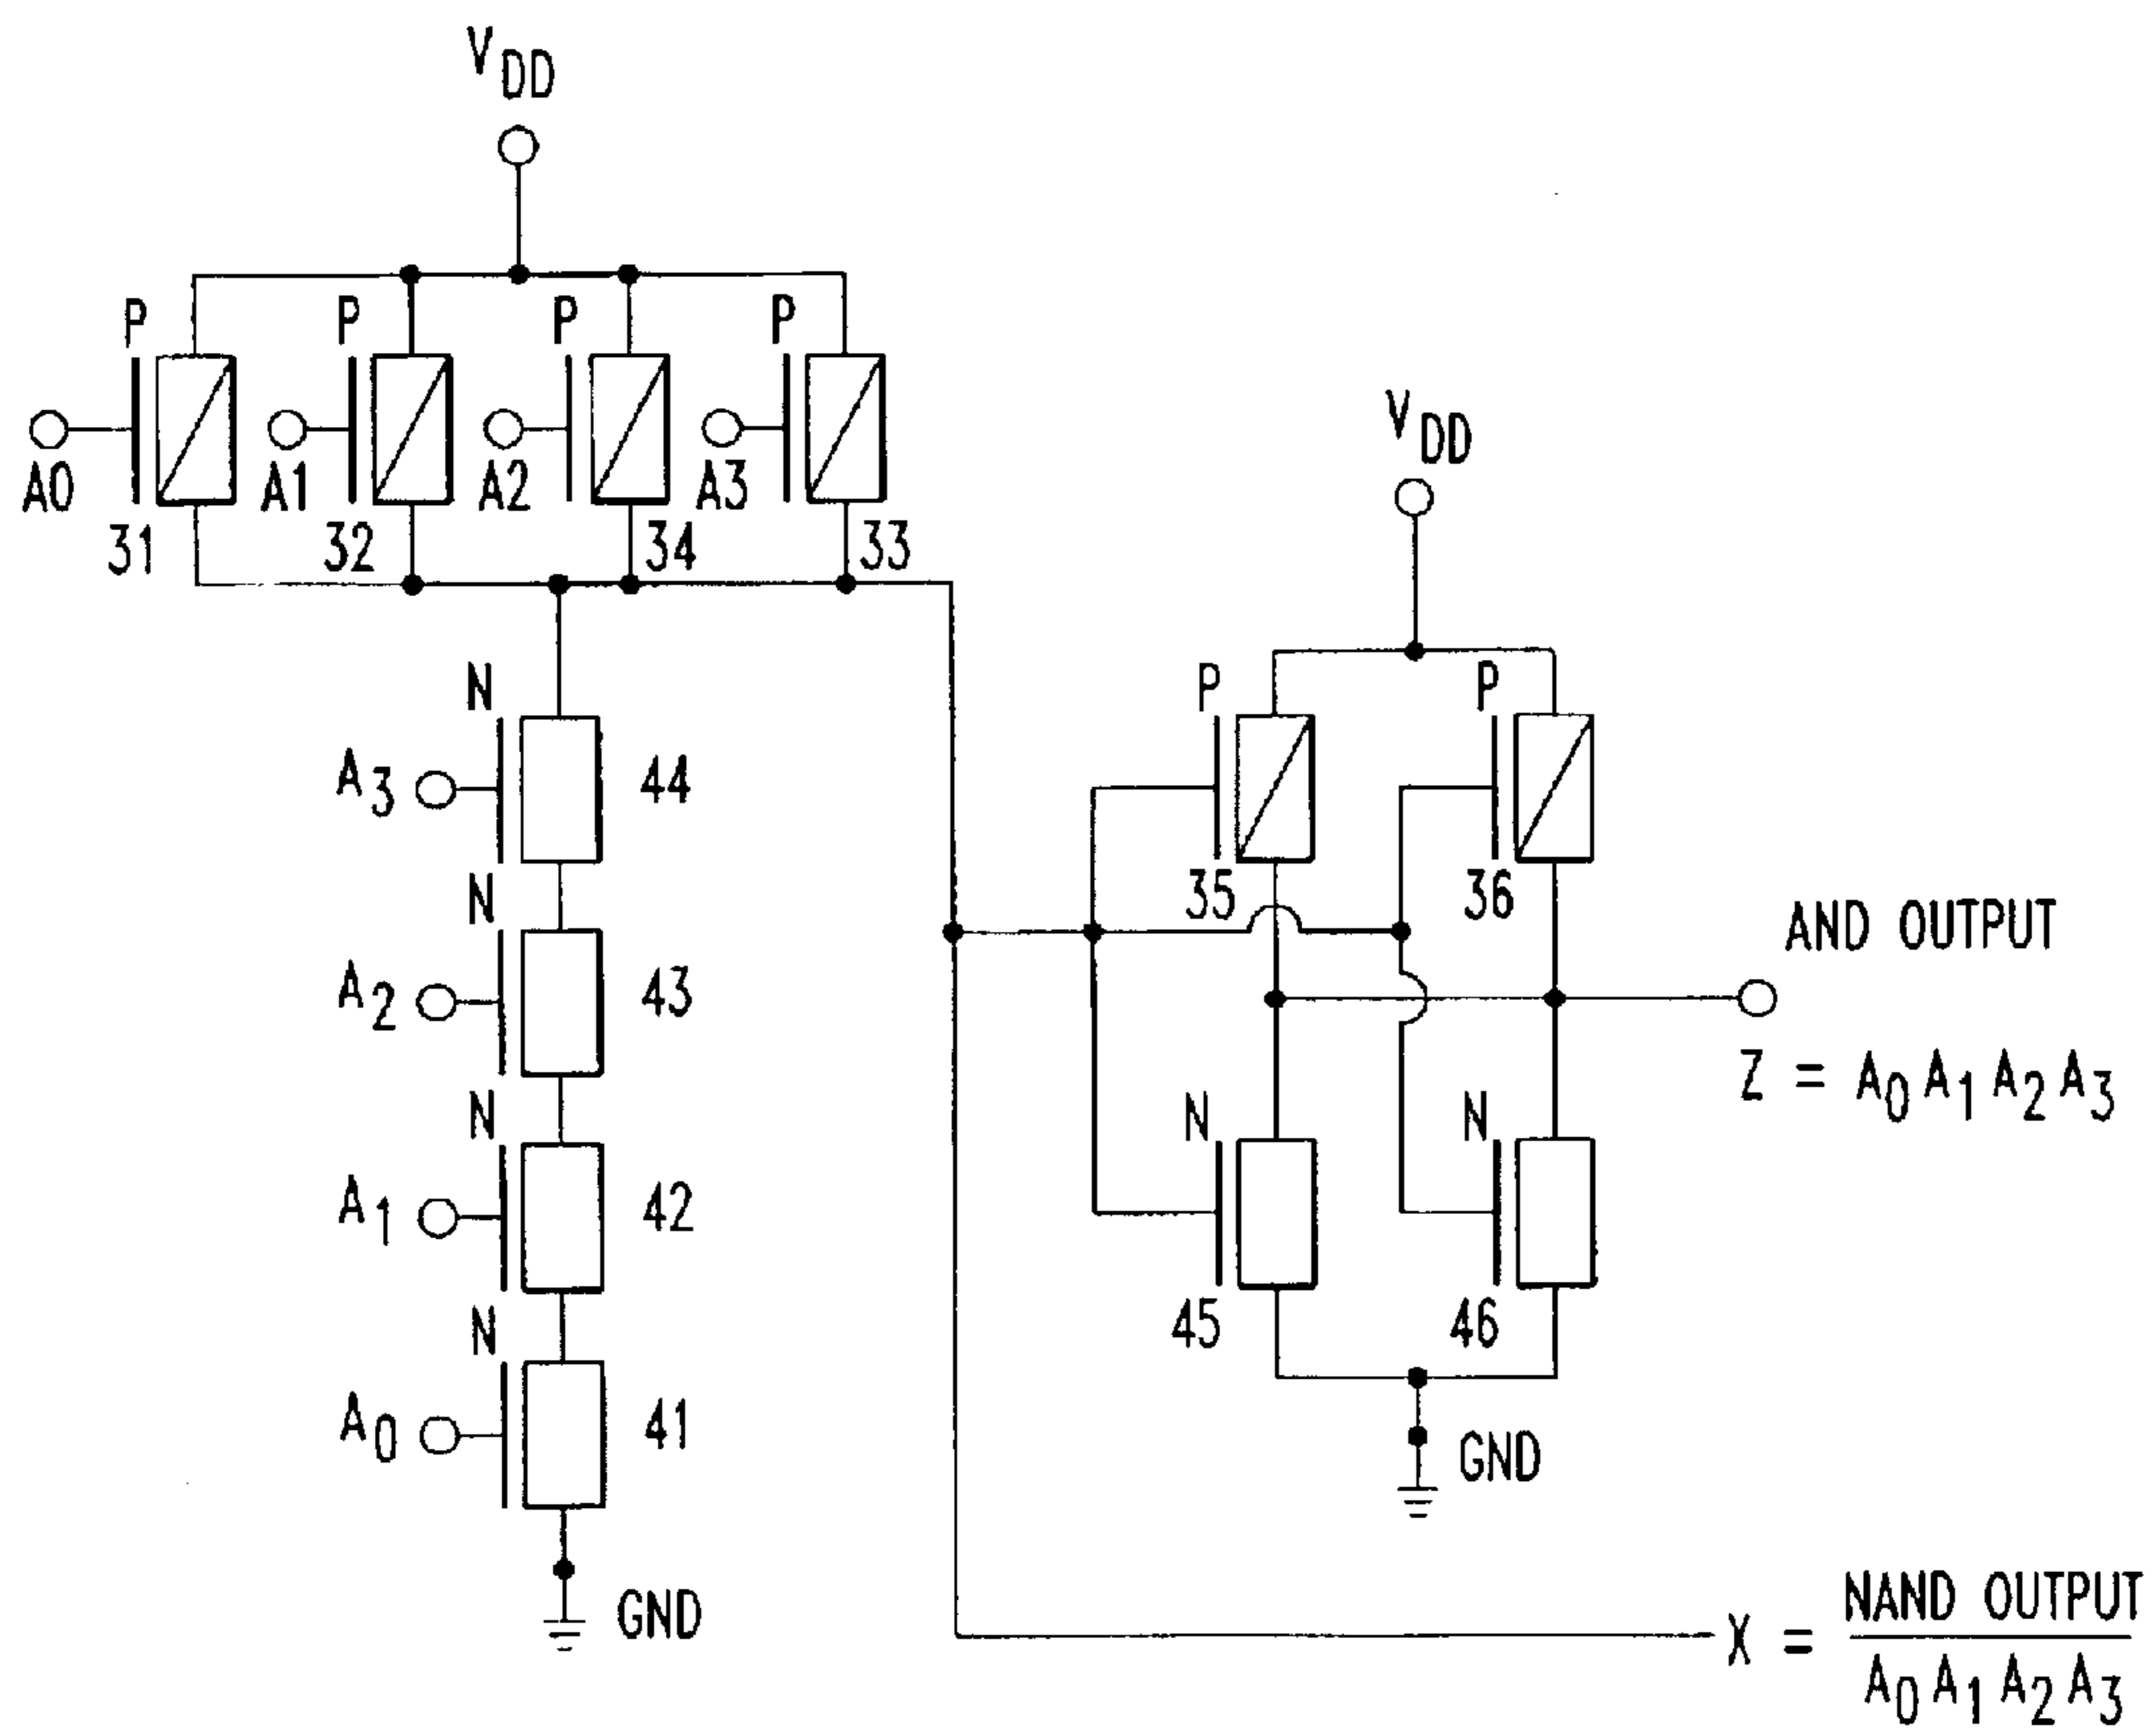 VDD
P P P P
A0 A1 A2 A3
31 32 34 33
VDD
N
A3 44
P P
35 36
N
A2 43
AND OUTPUT
Z = A0 A1 A2 A3
N
A1 42
N N
45 46
N
A0 41
GND
GND
NAND OUTPUT
X = A0 A1 A2 A3